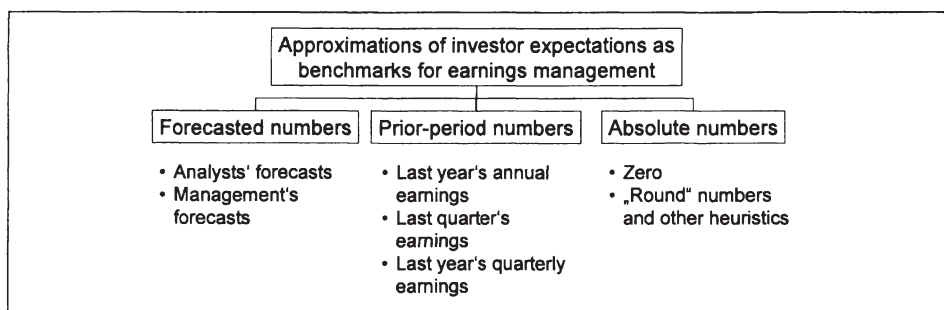 Approximations of investor expectations as
benchmarks for earnings management
Forecasted numbers
• Analysts‘ forecasts
• Management‘s
forecasts
Prior-period numbers
• Last year‘s annual
earnings
• Last quarter‘s
earnings
• Last year‘s quarterly
earnings
Absolute numbers
• Zero
• „Round“ numbers
and other heuristics